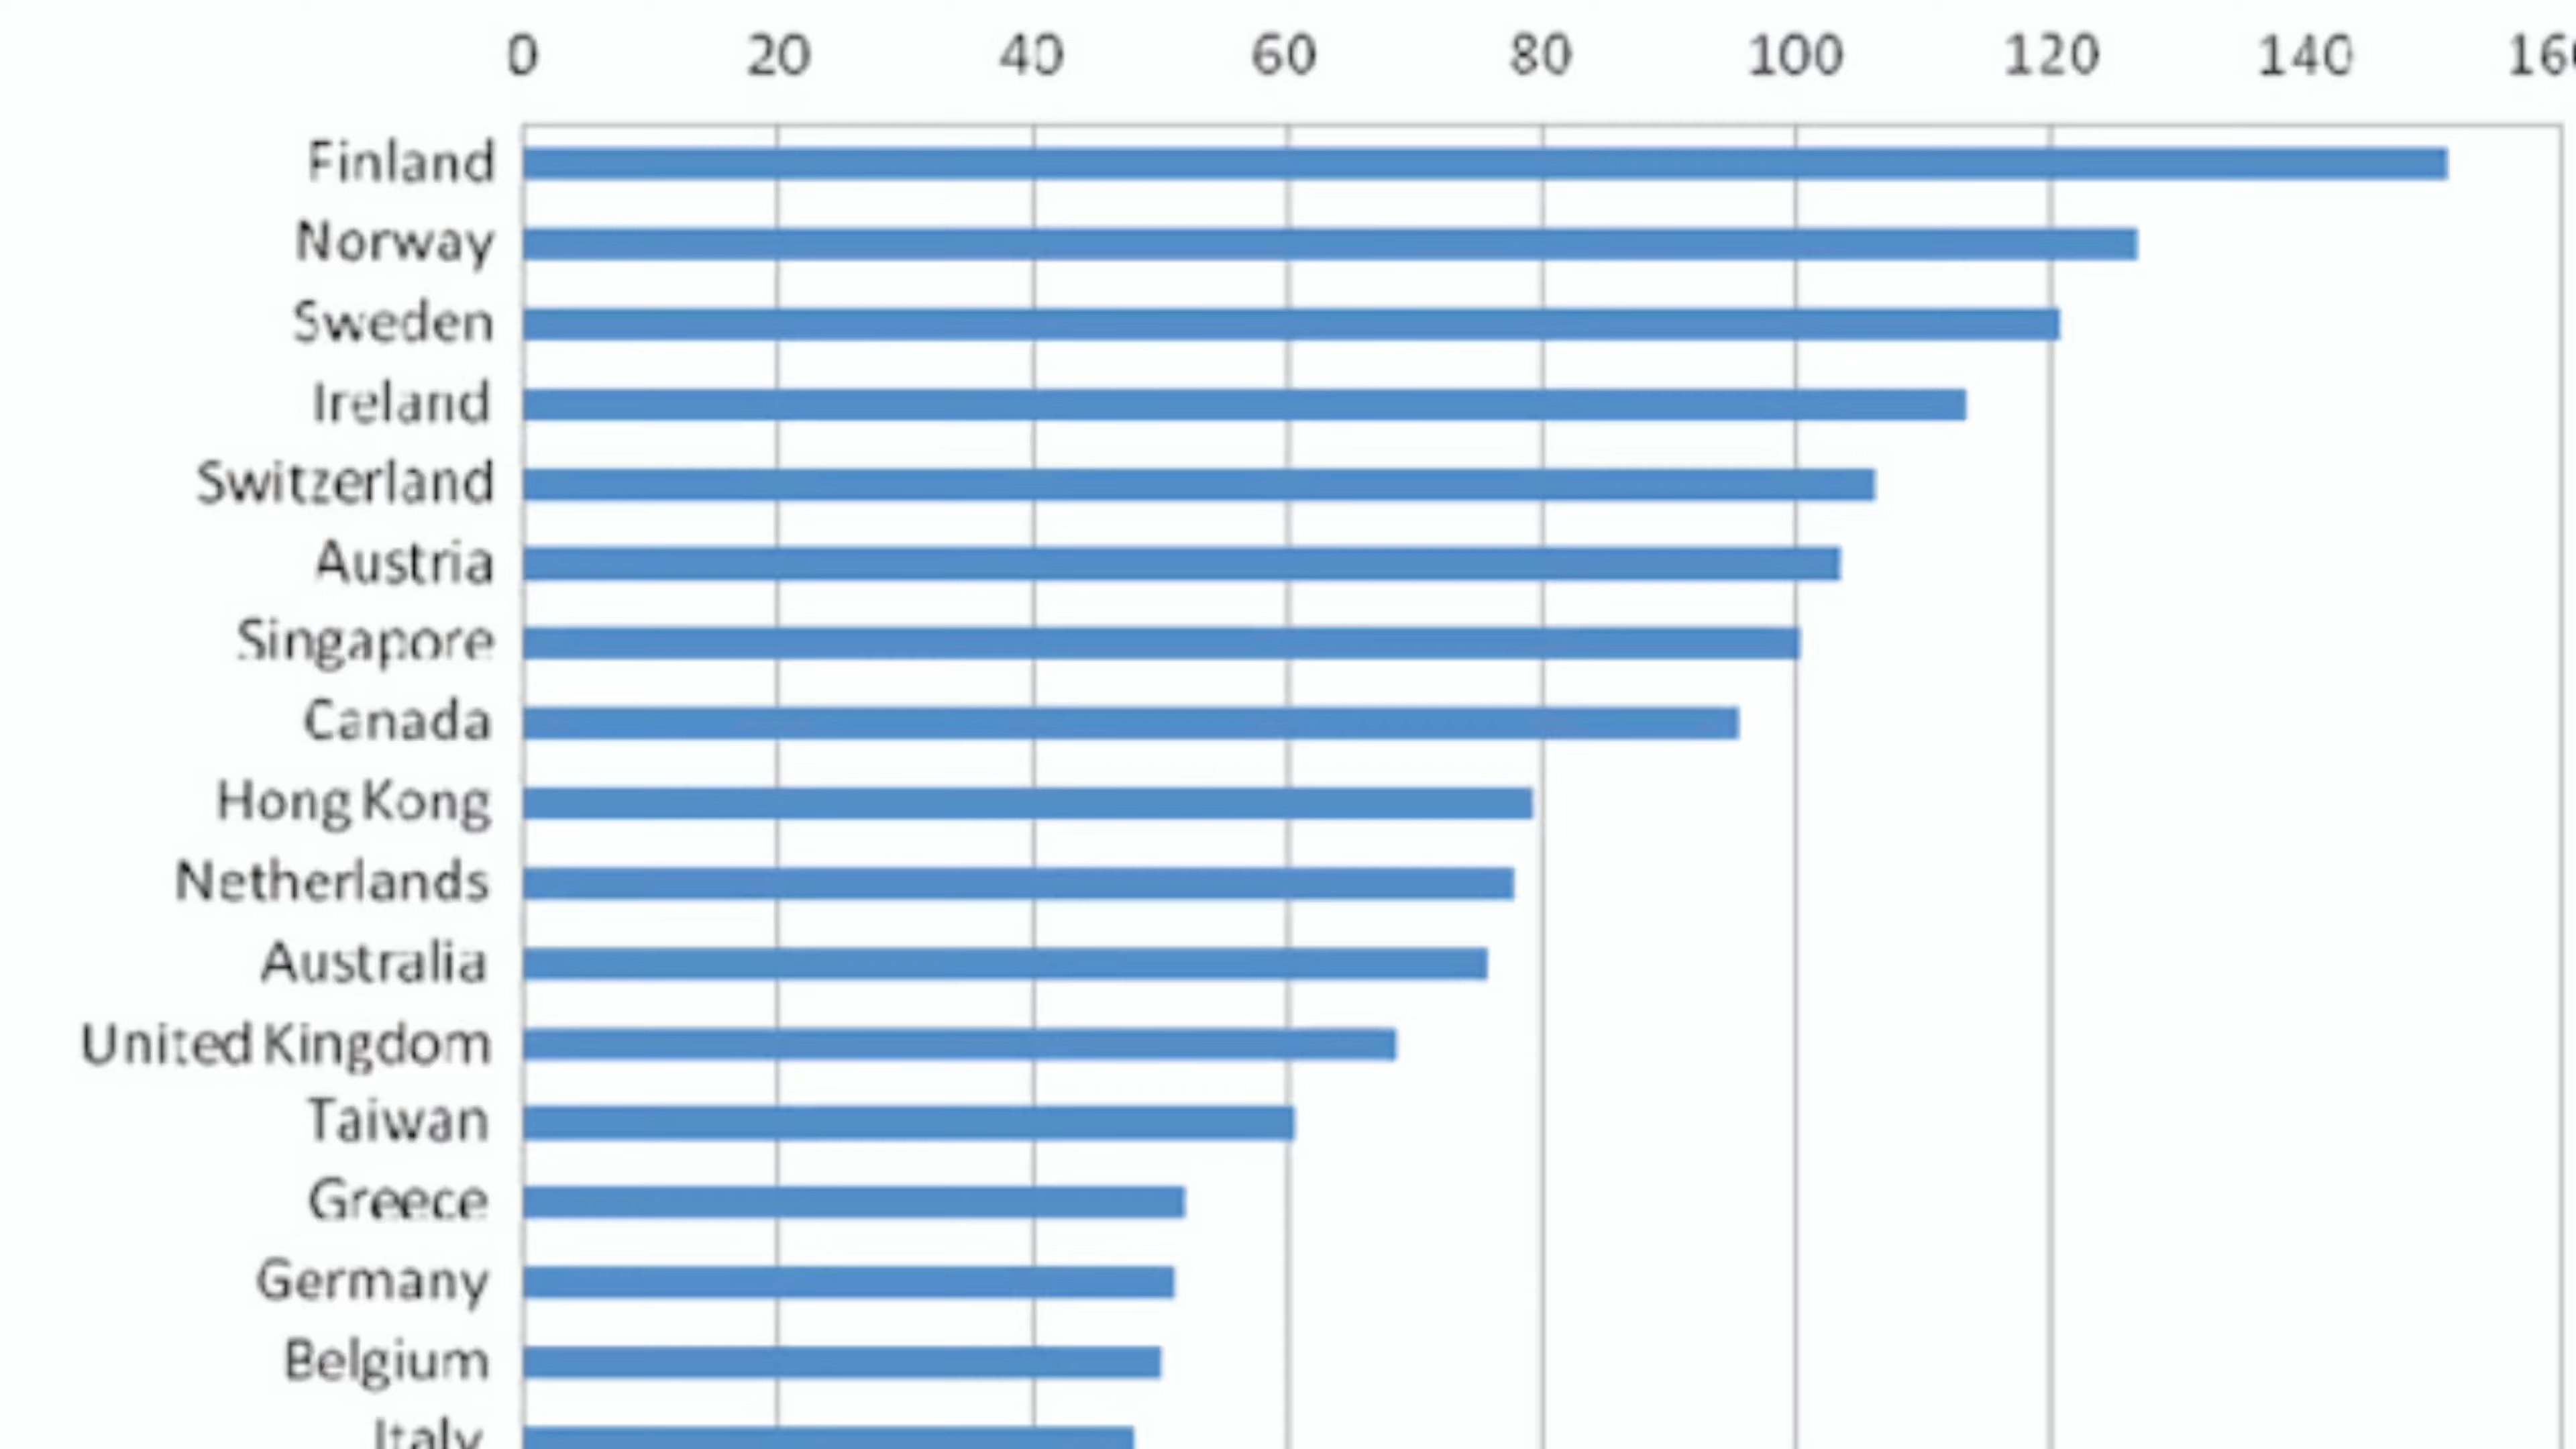 0 20 40 60 80 100 120 140
Finland
Norway
Sweden
Ireland
Switzerland
Austria
Singapore
Canada
Hong Kong
Netherlands
Australia
United Kingdom
Taiwan
Greece
Germany
Belgium
Italy